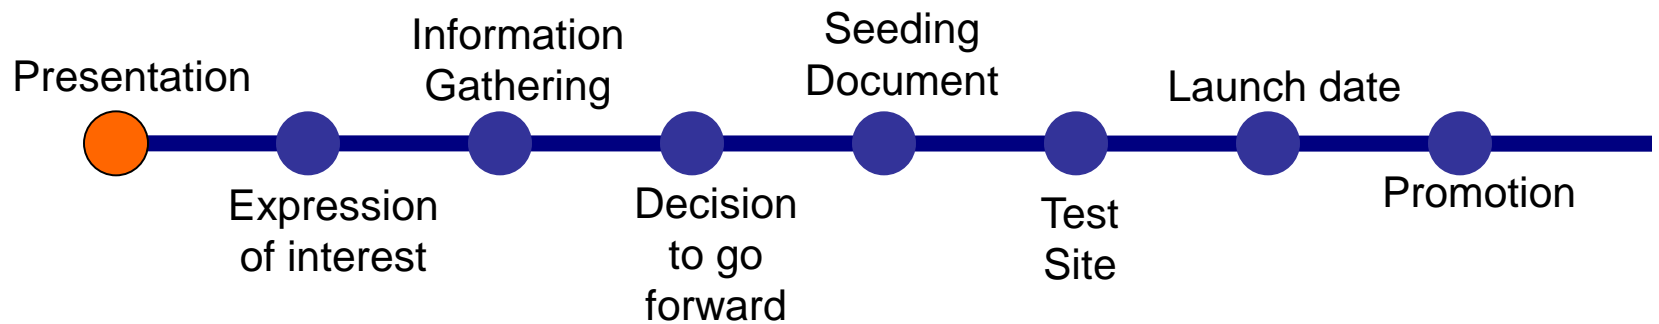 Presentation
Expression
of interest
Information
Gathering
Decision
to go
forward
Seeding
Document
Test
Site
Launch date
Promotion